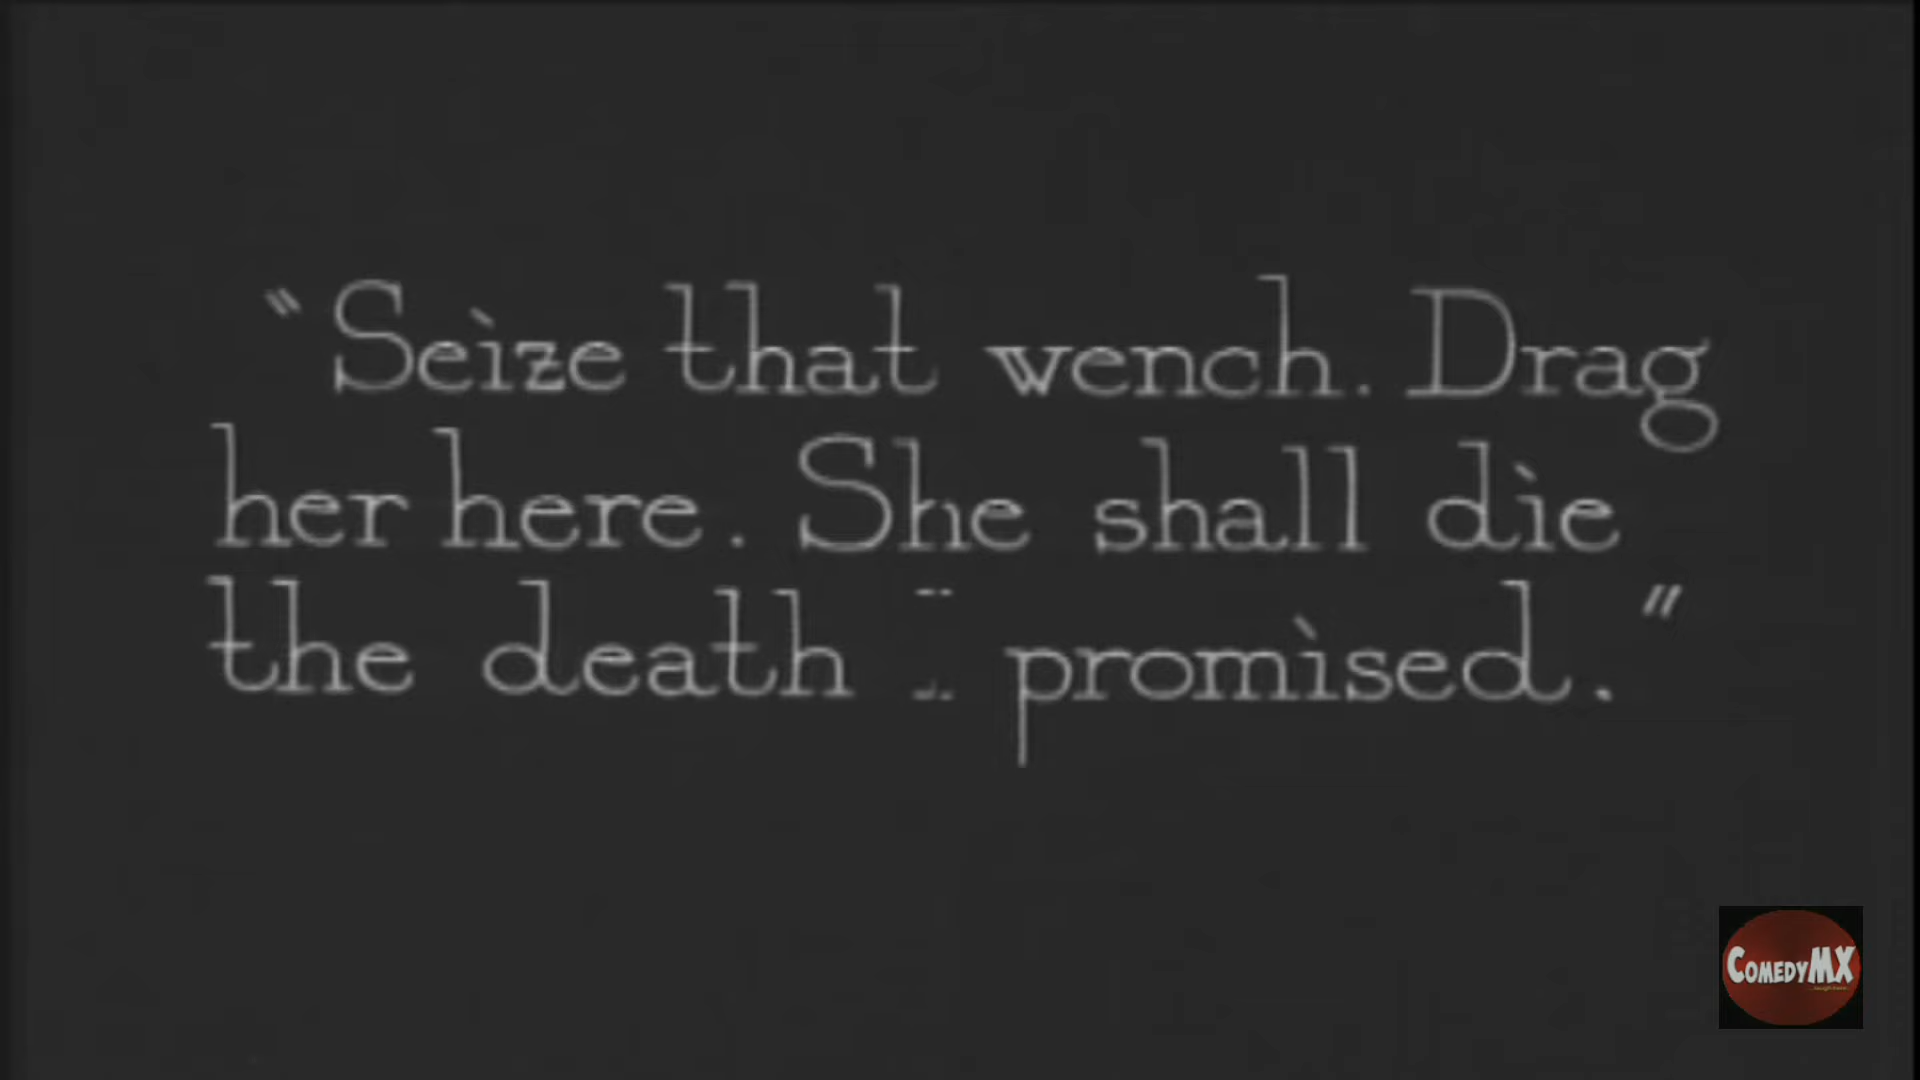 "Seize that wench. Drag
her here. She shall die
the death I promised."
COMEDYMX